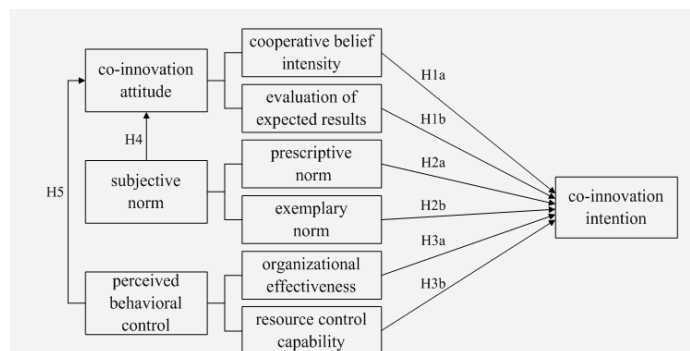 cooperative belief
intensity
H1a
co-innovation
attitude
evaluation of
expected results
H1b
H4
prescriptive
norm
H2a
H5
subjective
norm
co-innovation
intention
exemplary
norm
H2b
H3a
organizational
effectiveness
perceived
behavioral
control
H3b
resource control
capability